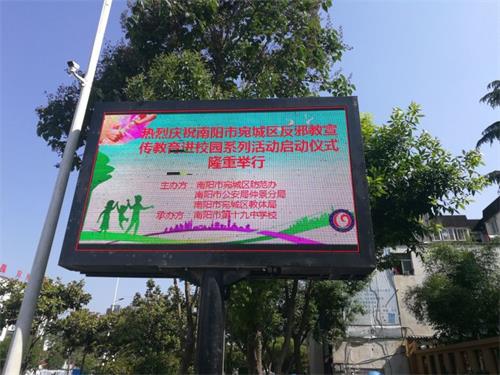 热烈庆祝南阳市宛城区反邪教宣
传教育进校园系列活动启动仪式
隆重举行
主办方：南阳市宛城区防范办
南阳市公安局仲景分局
南阳市宛城区教体局
承办方：南阳市第十九中学校